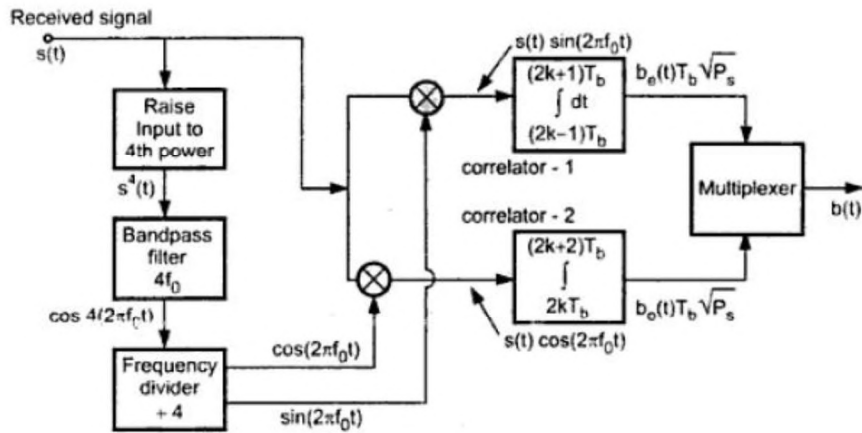 Received signal
s(t)
Raise
Input to
4th power
s⁴(t)
Bandpass
filter
4f₀
cos 4(2πf₀t)
Frequency
divider
÷ 4
cos(2πf₀t)
sin(2πf₀t)
s(t) sin(2πf₀t)
(2k+1)T_b
∫ dt
(2k−1)T_b
correlator - 1
b_e(t)T_b √P_s
correlator - 2
(2k+2)T_b
∫
2kT_b
s(t) cos(2πf₀t)
b_o(t)T_b √P_s
Multiplexer
b(t)